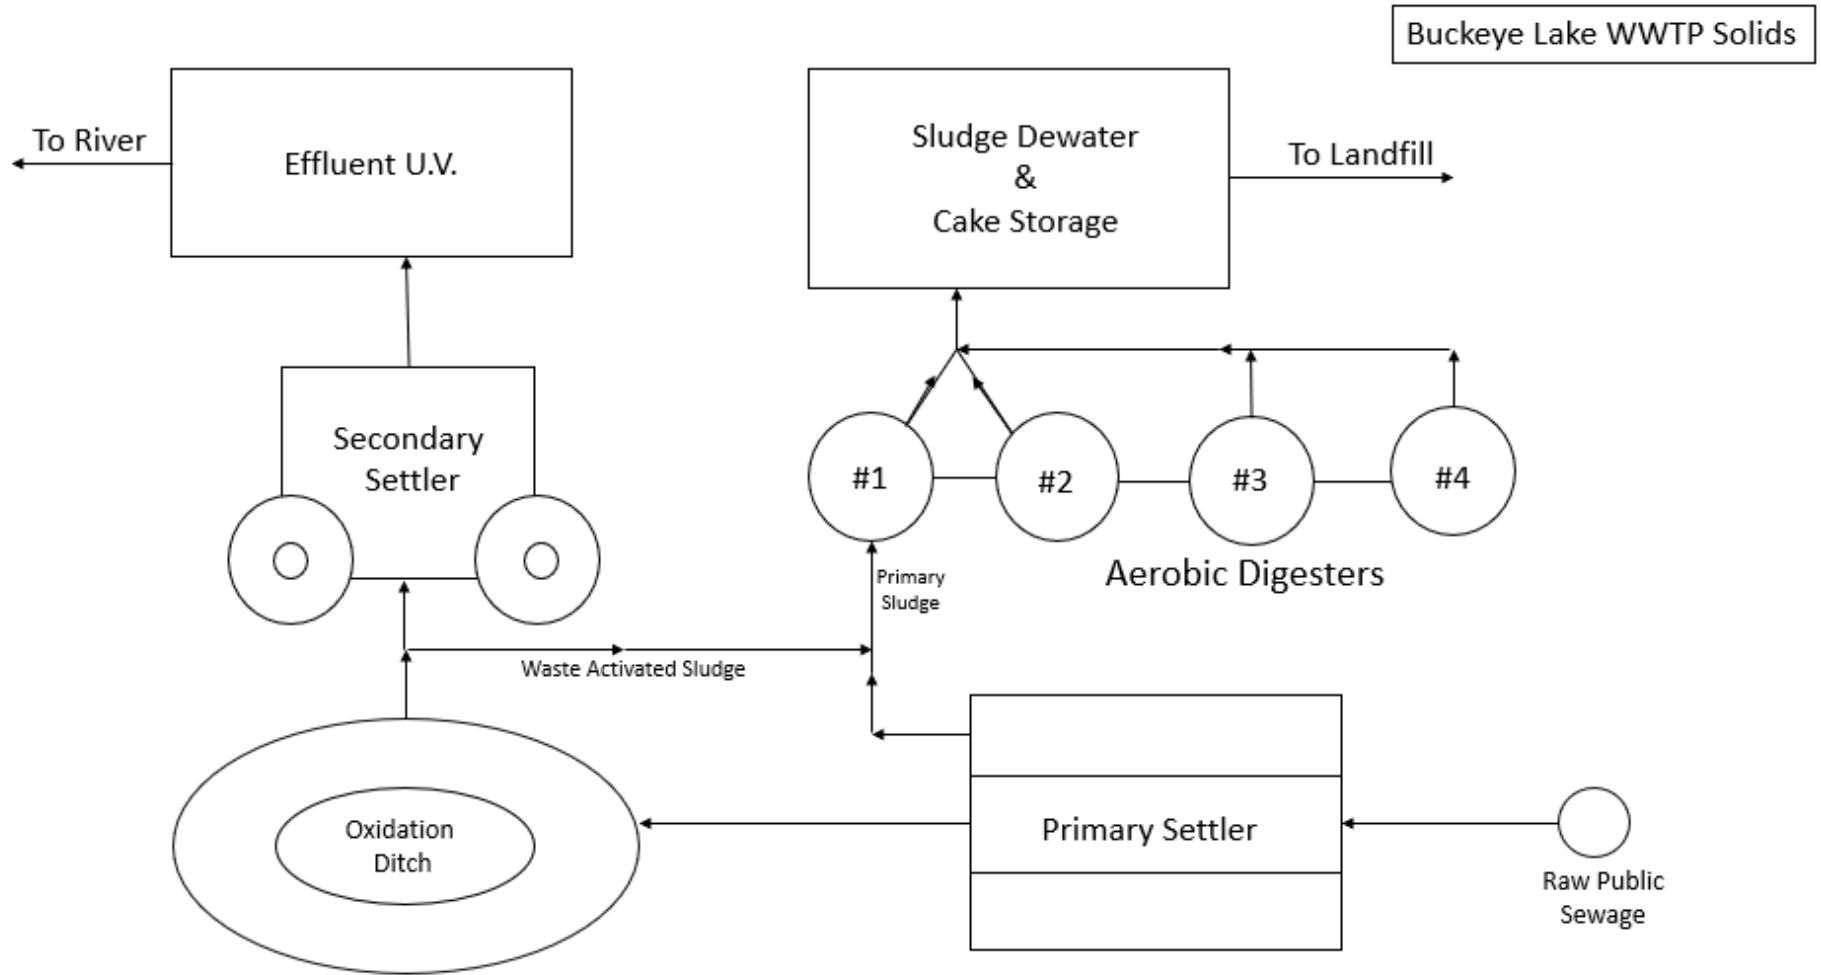 Buckeye Lake WWTP Solids
To River
Effluent U.V.
Sludge Dewater
&
Cake Storage
To Landfill
Secondary
Settler
#1
#2
#3
#4
Aerobic Digesters
Primary
Sludge
Waste Activated Sludge
Oxidation
Ditch
Primary Settler
Raw Public
Sewage